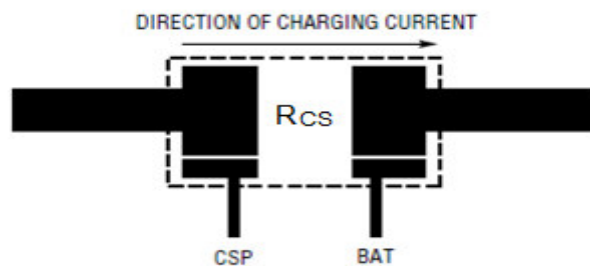 DIRECTION OF CHARGING CURRENT
RCS
CSP BAT